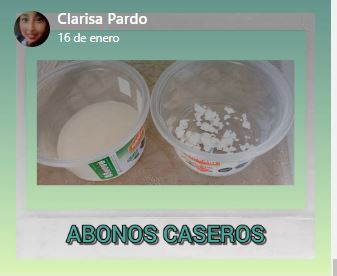 Clarisa Pardo
16 de enero
ABONOS CASEROS